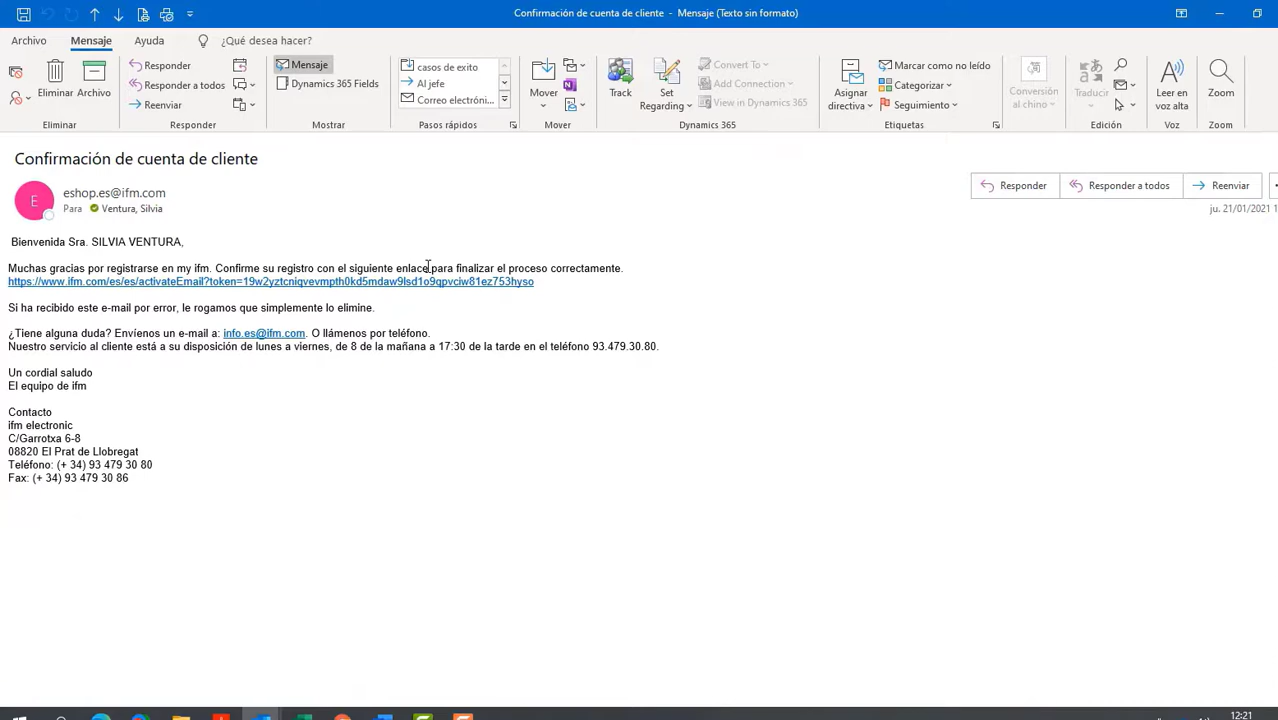 Confirmación de cuenta de cliente - Mensaje (Texto sin formato)
Archivo Mensaje Ayuda ¿Qué desea hacer?
Eliminar Archivo
Eliminar
Responder
Responder a todos
Reenviar
Responder
Mensaje
Dynamics 365 Fields
Mostrar
casos de exito
Al jefe
Correo electróni...
Pasos rápidos
Mover
Mover
Track
Set Regarding
Convert To
Add Connection
View in Dynamics 365
Dynamics 365
Asignar directiva
Marcar como no leído
Categorizar
Seguimiento
Etiquetas
Conversión al chino
Traducir
Edición
Leer en voz alta
Voz
Zoom
Zoom
Confirmación de cuenta de cliente
E
eshop.es@ifm.com
Para Ventura, Silvia
Responder Responder a todos Reenviar
ju. 21/01/2021 1
Bienvenida Sra. SILVIA VENTURA,
Muchas gracias por registrarse en my ifm. Confirme su registro con el siguiente enlace para finalizar el proceso correctamente.
https://www.ifm.com/es/es/activateEmail?token=19w2yztcniqvevmpth0kd5mdaw9lsd1o9qpvciw81ez753hyso
Si ha recibido este e-mail por error, le rogamos que simplemente lo elimine.
¿Tiene alguna duda? Envíenos un e-mail a: info.es@ifm.com. O llámenos por teléfono.
Nuestro servicio al cliente está a su disposición de lunes a viernes, de 8 de la mañana a 17:30 de la tarde en el teléfono 93.479.30.80.
Un cordial saludo
El equipo de ifm
Contacto
ifm electronic
C/Garrotxa 6-8
08820 El Prat de Llobregat
Teléfono: (+ 34) 93 479 30 80
Fax: (+ 34) 93 479 30 86
12:21